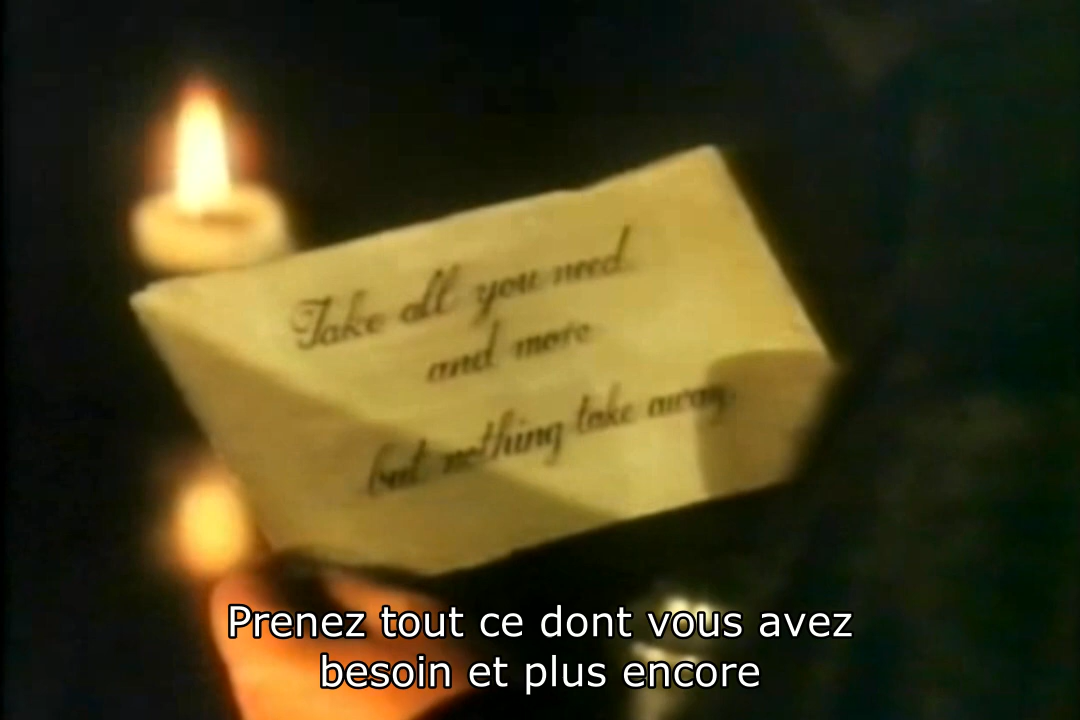 Take all you need
and more
but nothing take away.
Prenez tout ce dont vous avez
besoin et plus encore